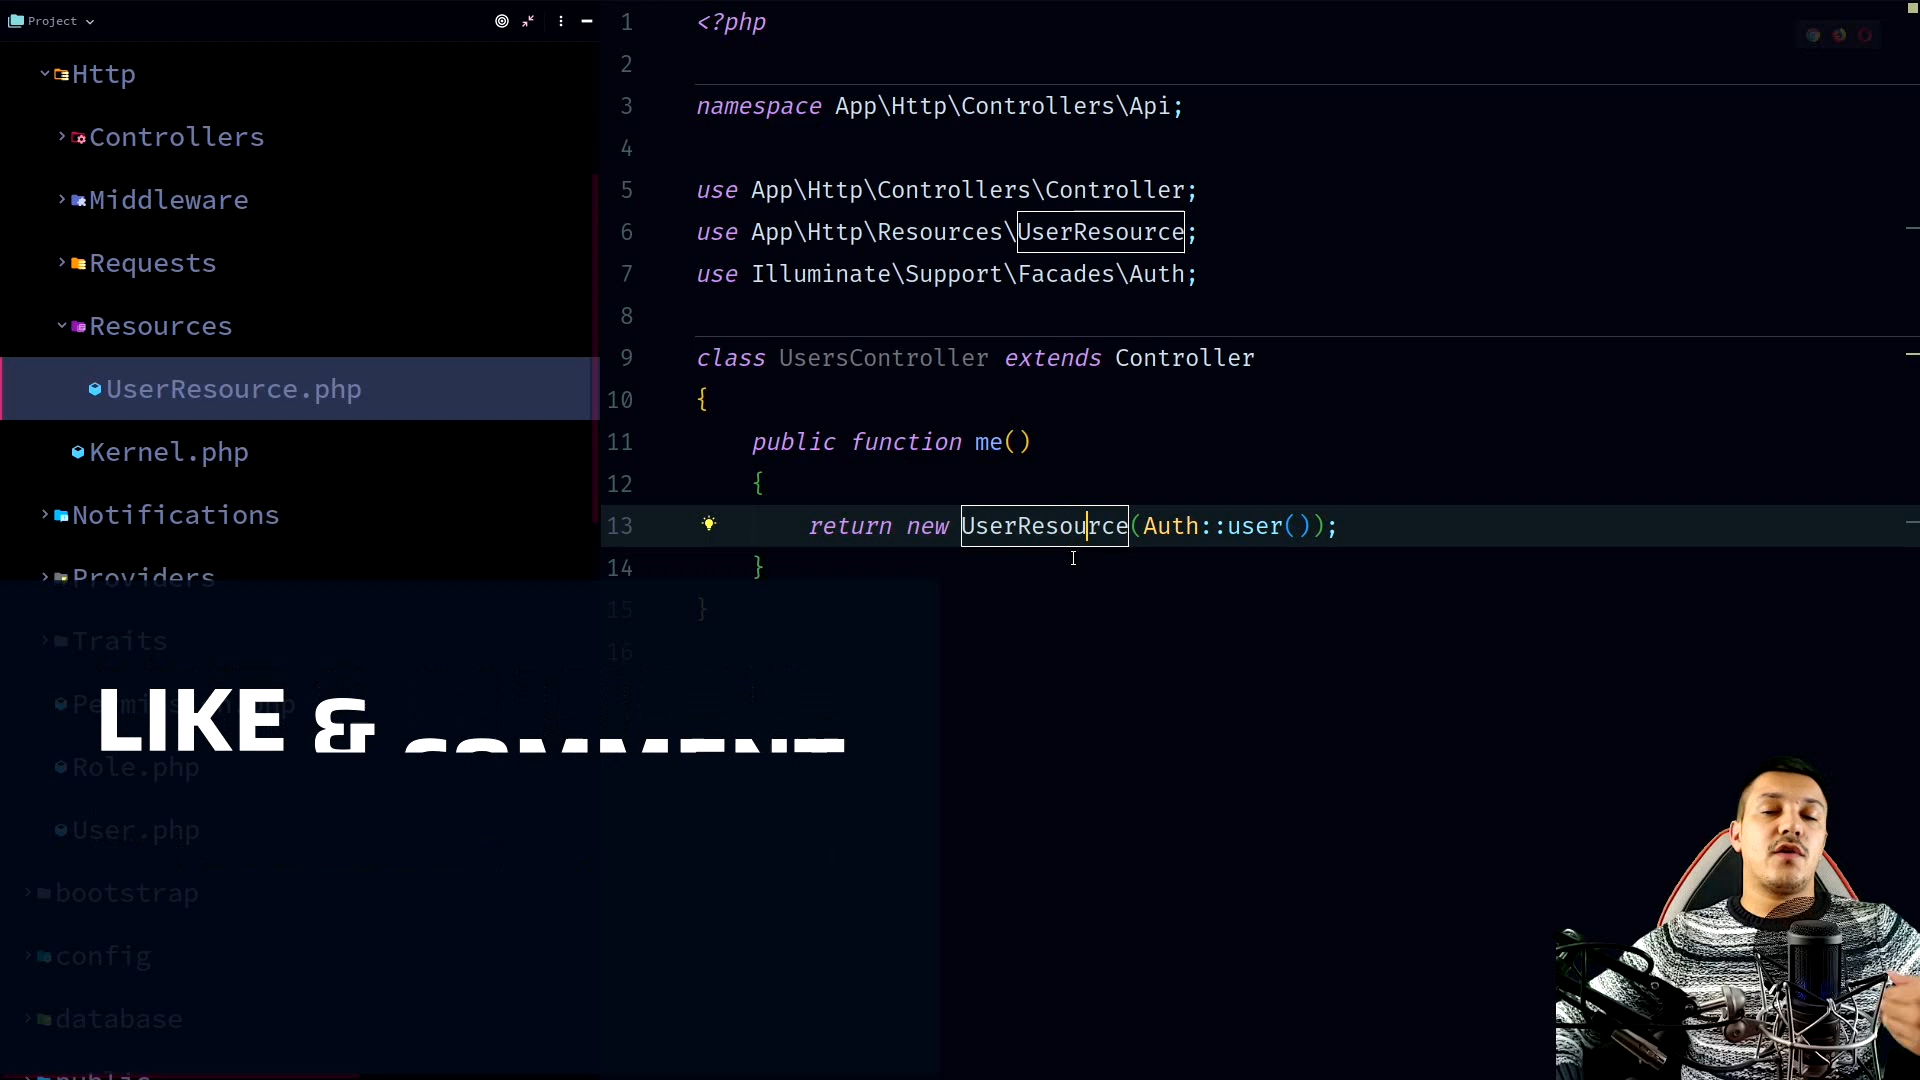 Project
Http
Controllers
Middleware
Requests
Resources
UserResource.php
Kernel.php
Notifications
Providers
Traits
Role.php
User.php
bootstrap
config
database
public
1 <?php
2
3 namespace App\Http\Controllers\Api;
4
5 use App\Http\Controllers\Controller;
6 use App\Http\Resources\UserResource;
7 use Illuminate\Support\Facades\Auth;
8
9 class UsersController extends Controller
10 {
11 public function me()
12 {
13 return new UserResource(Auth::user());
14 }
15 }
16
LIKE & COMMENT